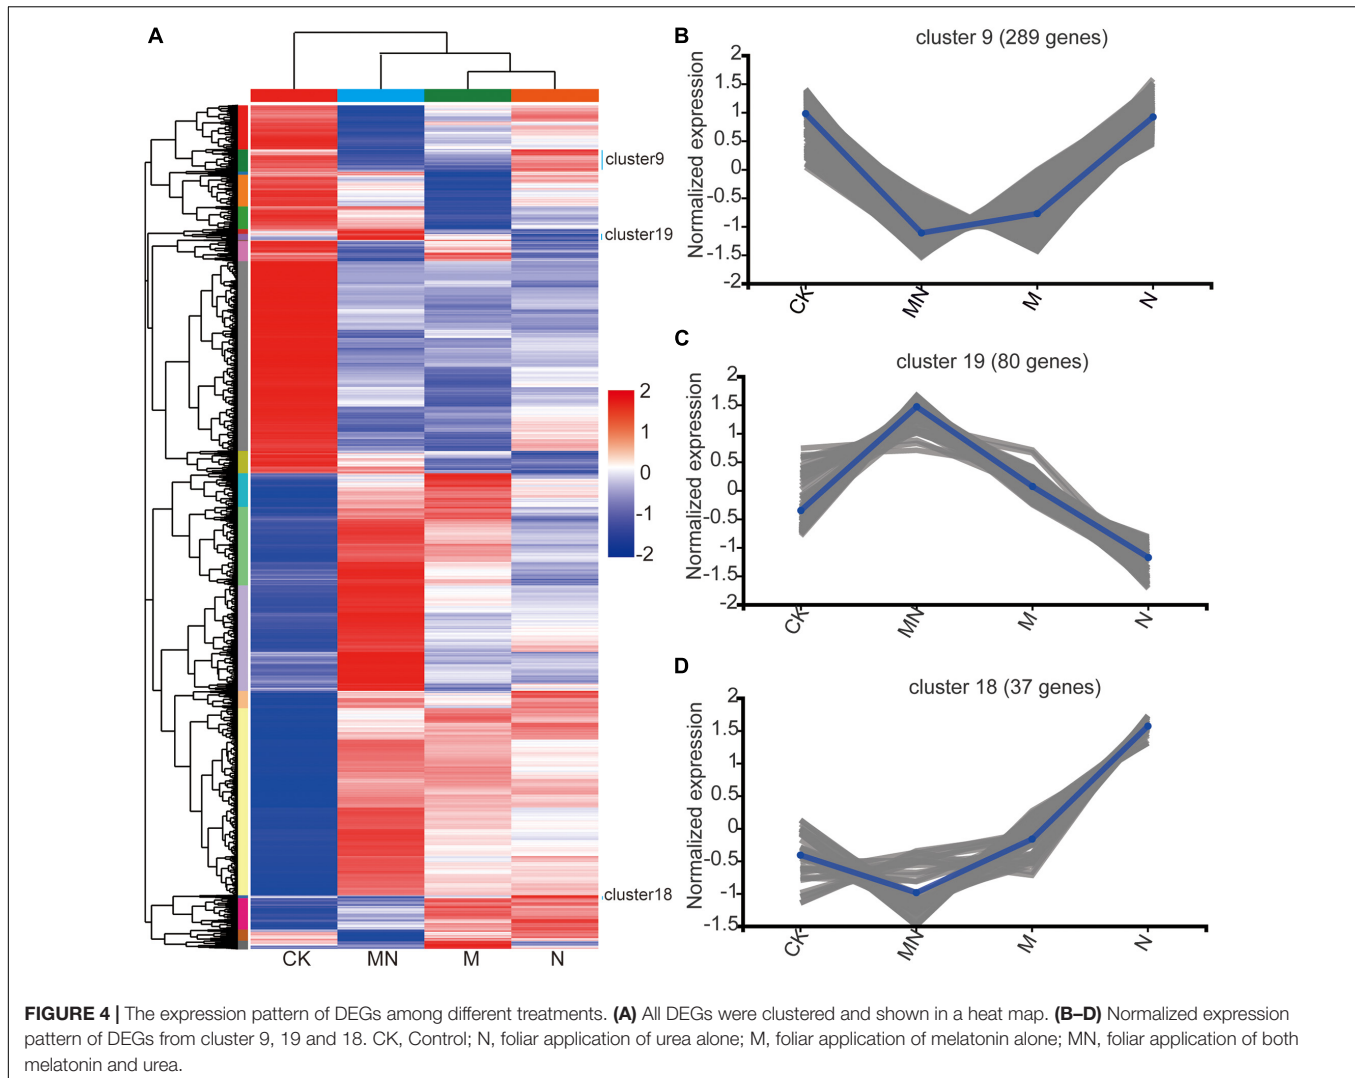 A
cluster9
cluster19
cluster18
2
1
0
-1
-2
CK MN M N
B
cluster 9 (289 genes)
Normalized expression
2
1.5
1
0.5
0
-0.5
-1
-1.5
-2
CK MN M N
C
cluster 19 (80 genes)
Normalized expression
2
1.5
1
0.5
0
-0.5
-1
-1.5
-2
CK MN M N
D
cluster 18 (37 genes)
Normalized expression
2
1.5
1
0.5
0
-0.5
-1
-1.5
CK MN M N
FIGURE 4 | The expression pattern of DEGs among different treatments. (A) All DEGs were clustered and shown in a heat map. (B–D) Normalized expression
pattern of DEGs from cluster 9, 19 and 18. CK, Control; N, foliar application of urea alone; M, foliar application of melatonin alone; MN, foliar application of both
melatonin and urea.